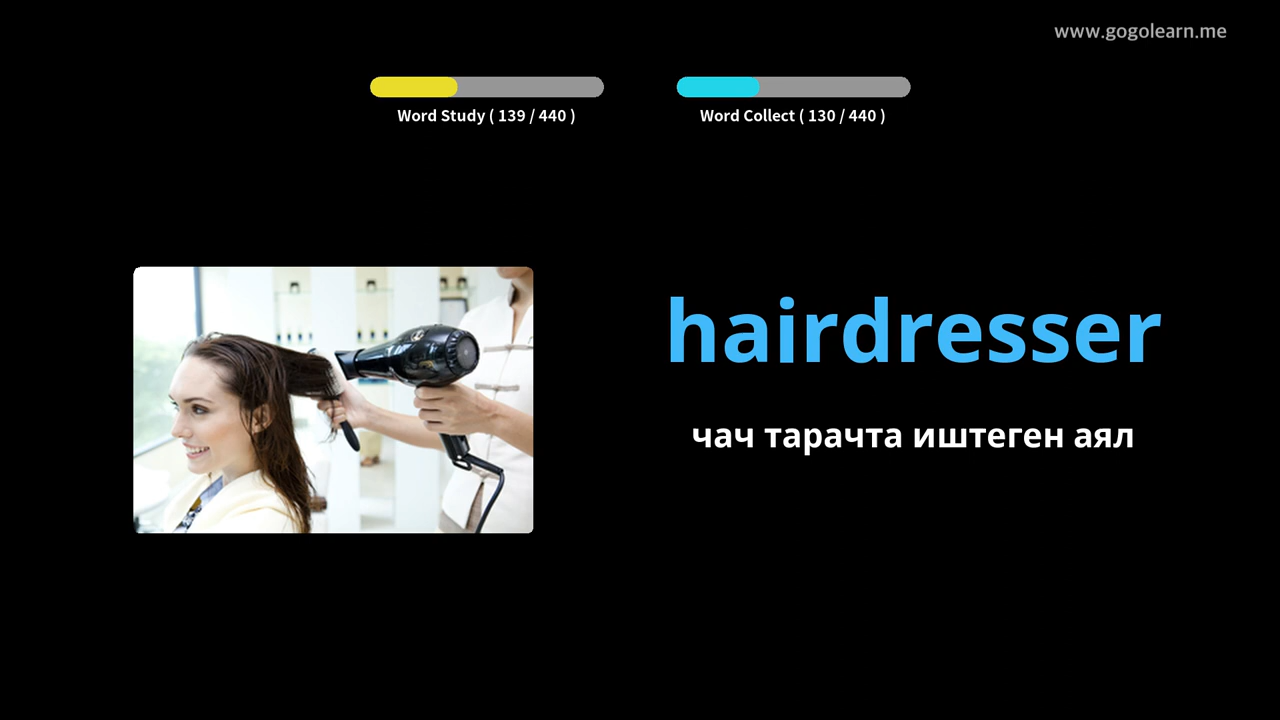 www.gogolearn.me
Word Study ( 139 / 440 )
Word Collect ( 130 / 440 )
hairdresser
чач тарачта иштеген аял